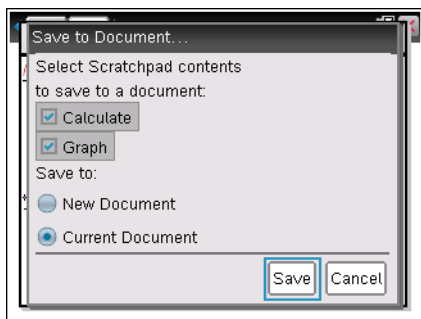 Save to Document...
Select Scratchpad contents
to save to a document:
Calculate
Graph
Save to:
New Document
Current Document
Save Cancel